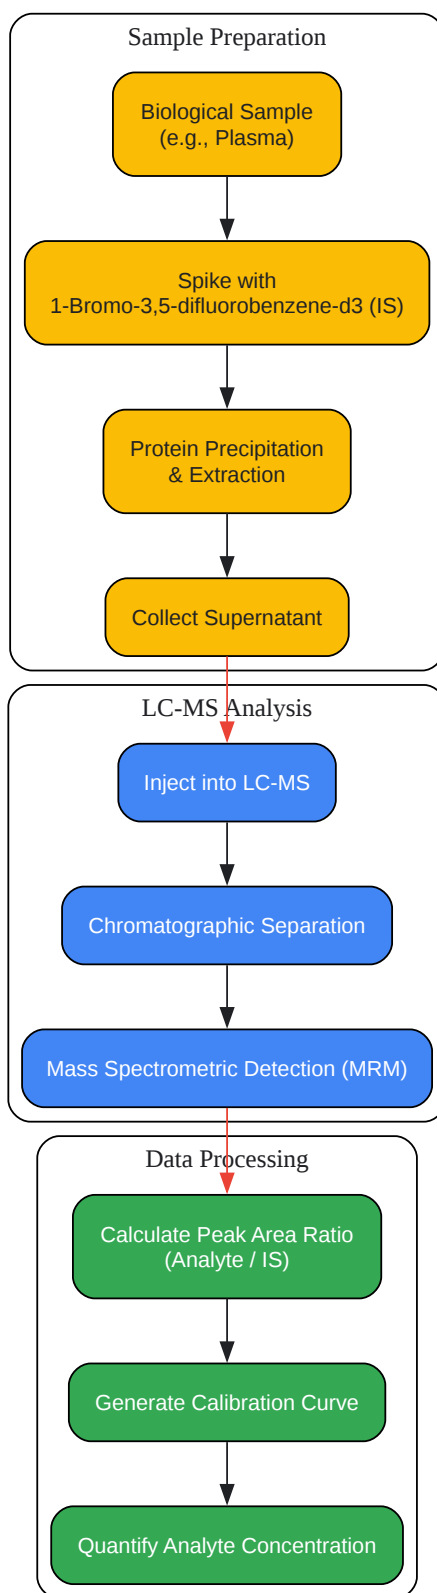 Sample Preparation
Biological Sample
(e.g., Plasma)
Spike with
1-Bromo-3,5-difluorobenzene-d3 (IS)
Protein Precipitation
& Extraction
Collect Supernatant
LC-MS Analysis
Inject into LC-MS
Chromatographic Separation
Mass Spectrometric Detection (MRM)
Data Processing
Calculate Peak Area Ratio
(Analyte / IS)
Generate Calibration Curve
Quantify Analyte Concentration